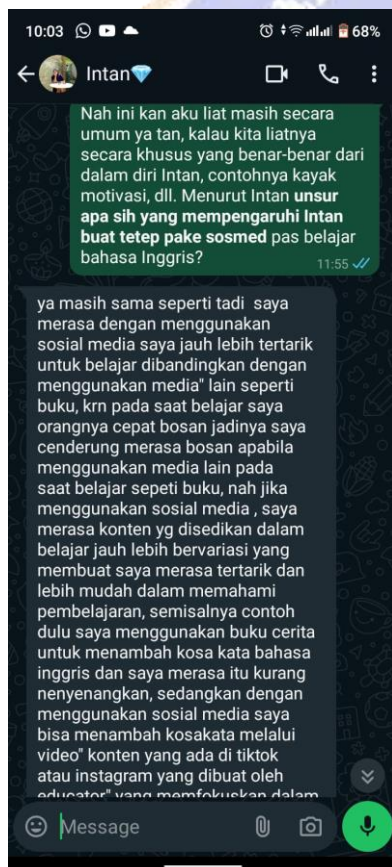 10:03
68%
Intan💎
Nah ini kan aku liat masih secara
umum ya tan, kalau kita liatnya
secara khusus yang benar-benar dari
dalam diri Intan, contohnya kayak
motivasi, dll. Menurut Intan unsur
apa sih yang mempengaruhi Intan
buat tetep pake sosmed pas belajar
bahasa Inggris?
11:55
ya masih sama seperti tadi saya
merasa dengan menggunakan
sosial media saya jauh lebih tertarik
untuk belajar dibandingkan dengan
menggunakan media" lain seperti
buku, krn pada saat belajar saya
orangnya cepat bosan jadinya saya
cenderung merasa bosan apabila
menggunakan media lain pada
saat belajar sepeti buku, nah jika
menggunakan sosial media , saya
merasa konten yg disedikan dalam
belajar jauh lebih bervariasi yang
membuat saya merasa tertarik dan
lebih mudah dalam memahami
pembelajaran, semisalnya contoh
dulu saya menggunakan buku cerita
untuk menambah kosa kata bahasa
inggris dan saya merasa itu kurang
nenyenangkan, sedangkan dengan
menggunakan sosial media saya
bisa menambah kosakata melalui
video" konten yang ada di tiktok
atau instagram yang dibuat oleh
educator" yang memfokuskan dalam
Message